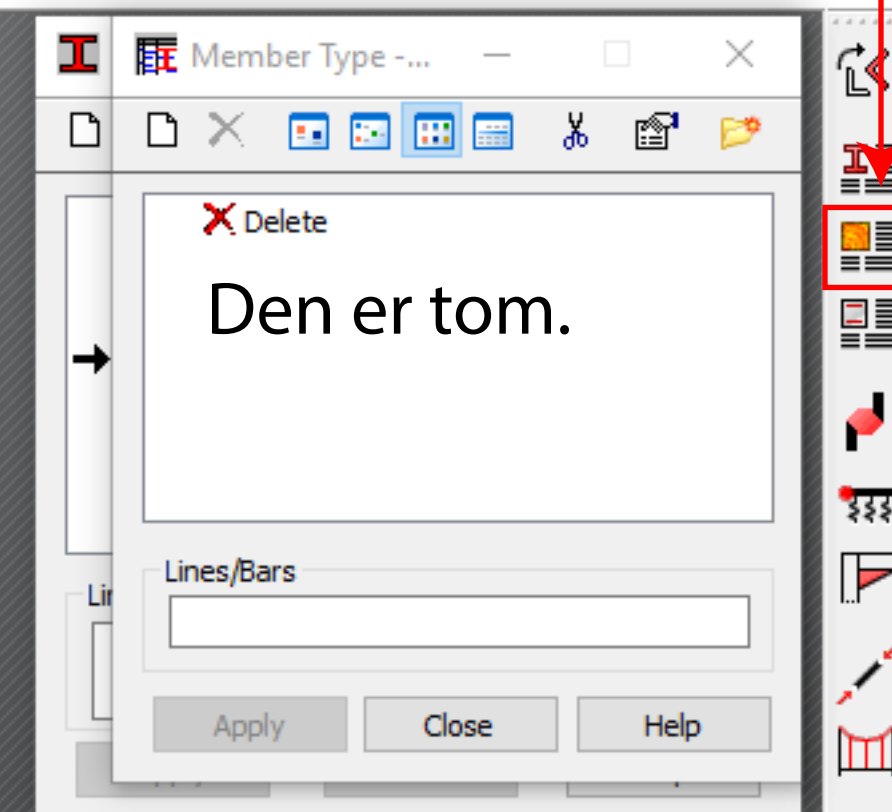 Member Type -...
Delete
Den er tom.
Lines/Bars
Apply
Close
Help